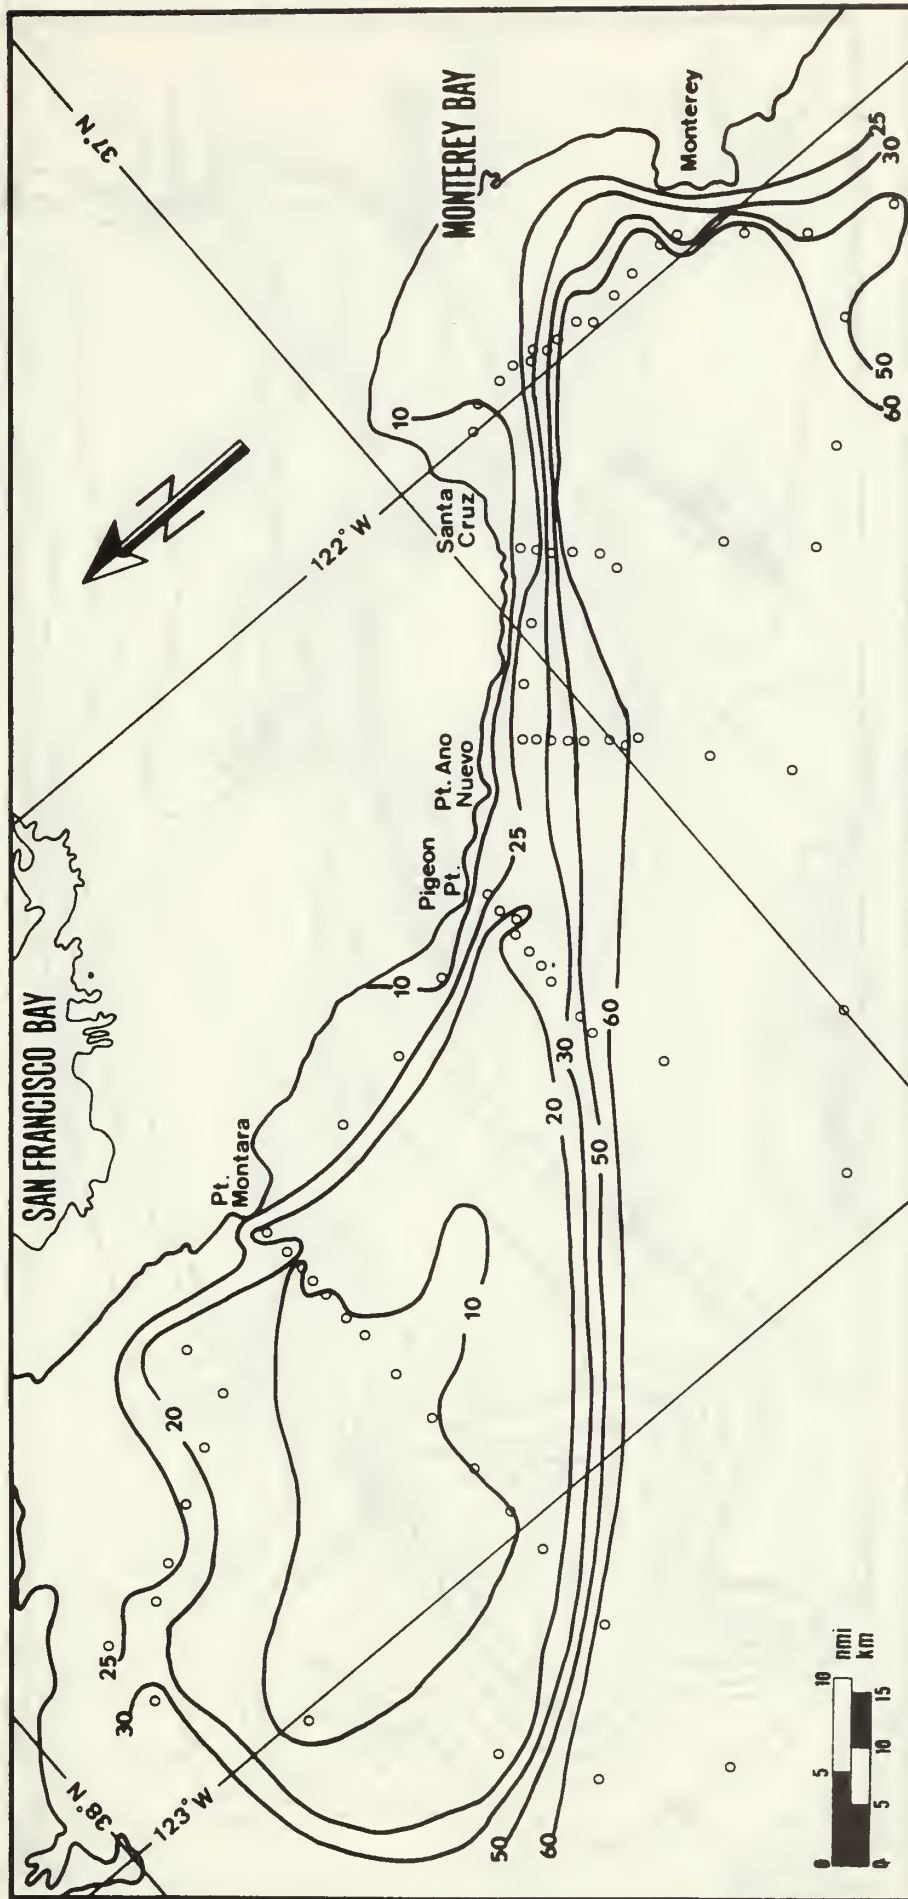 MONTEREY BAY
Monterey
37°N
25
30
50
60
10
Santa
Cruz
122°W
Pt. Ano
Nuevo
Pigeon
Pt.
25
10
SAN FRANCISCO BAY
Pt.
Montara
60
30
20
50
10
20
25
30
38°N
123°W
50
60
0 5 10 nmi
0 5 10 15 km
N